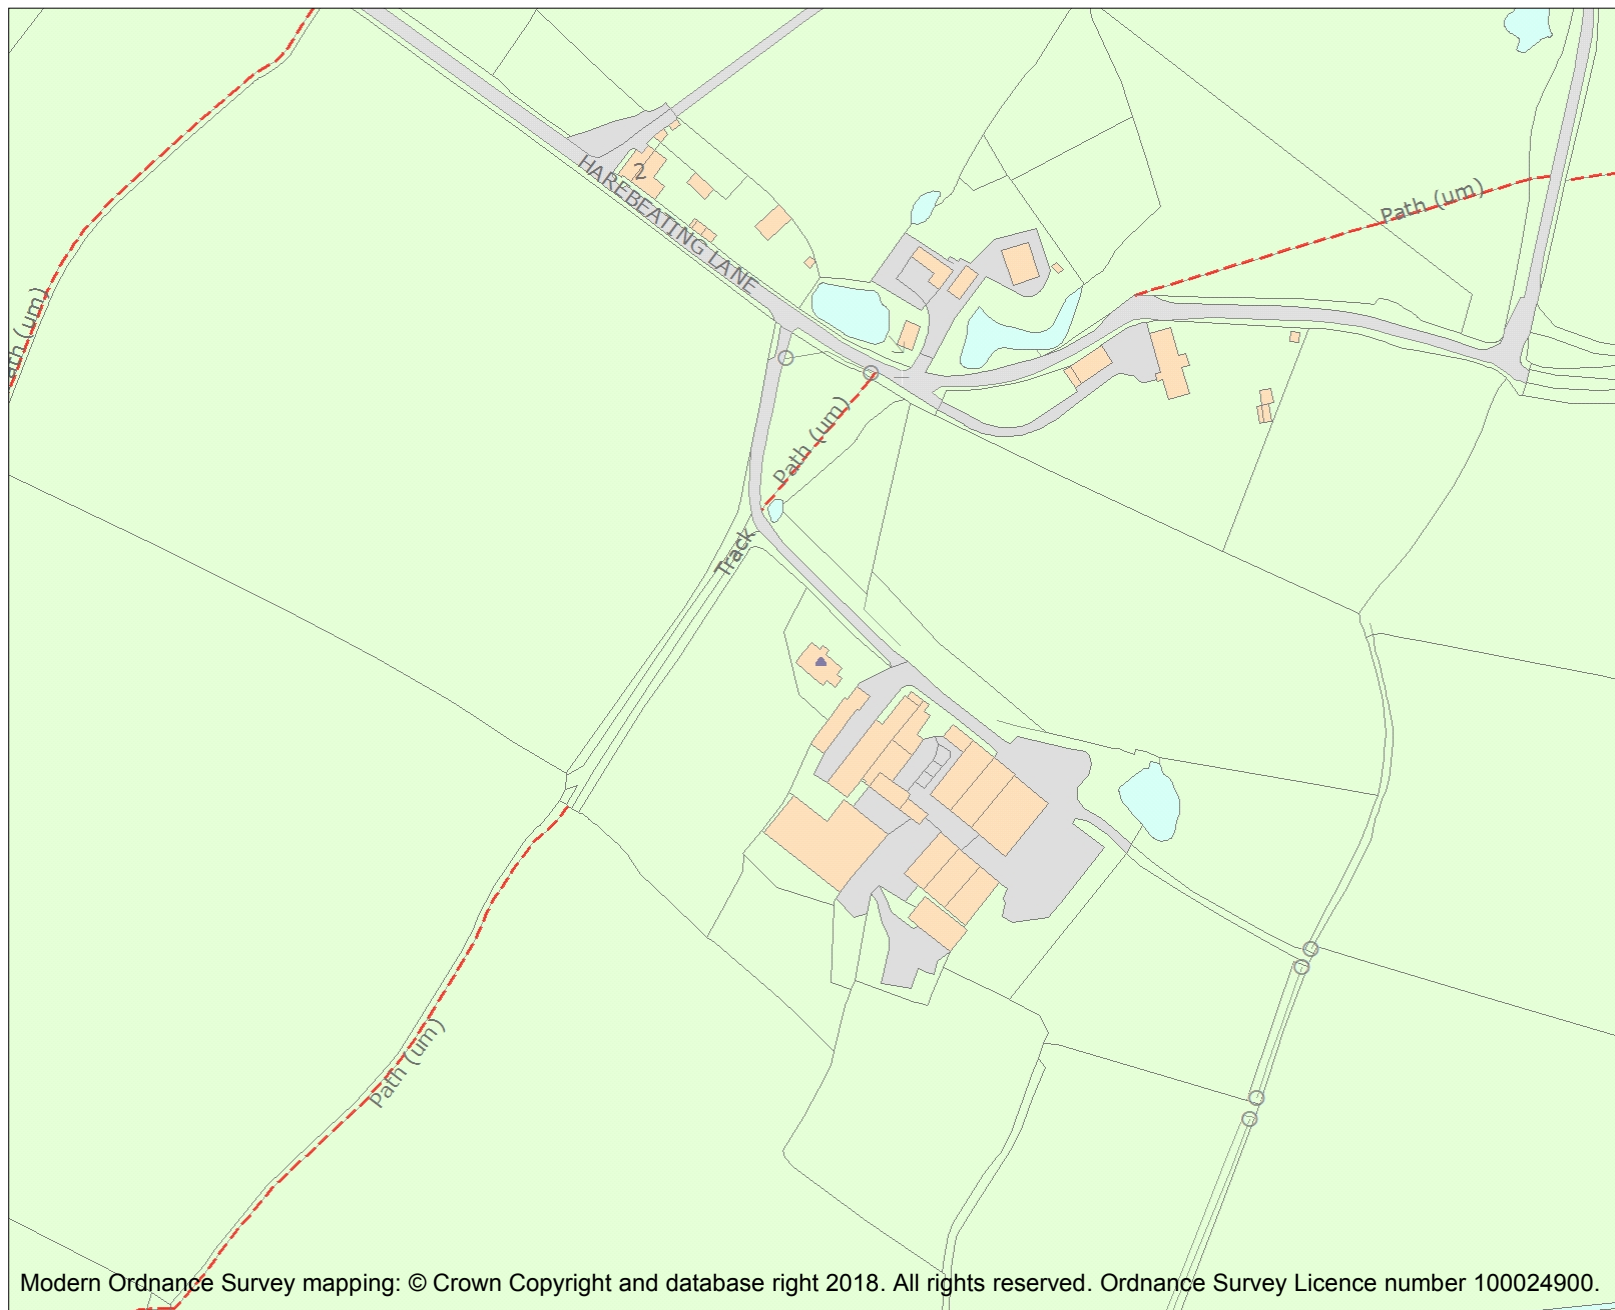 HAREBEATING LANE
2
Path (um)
ath (um)
Path (um)
Track
Path (um)
Modern Ordnance Survey mapping: © Crown Copyright and database right 2018. All rights reserved. Ordnance Survey Licence number 100024900.